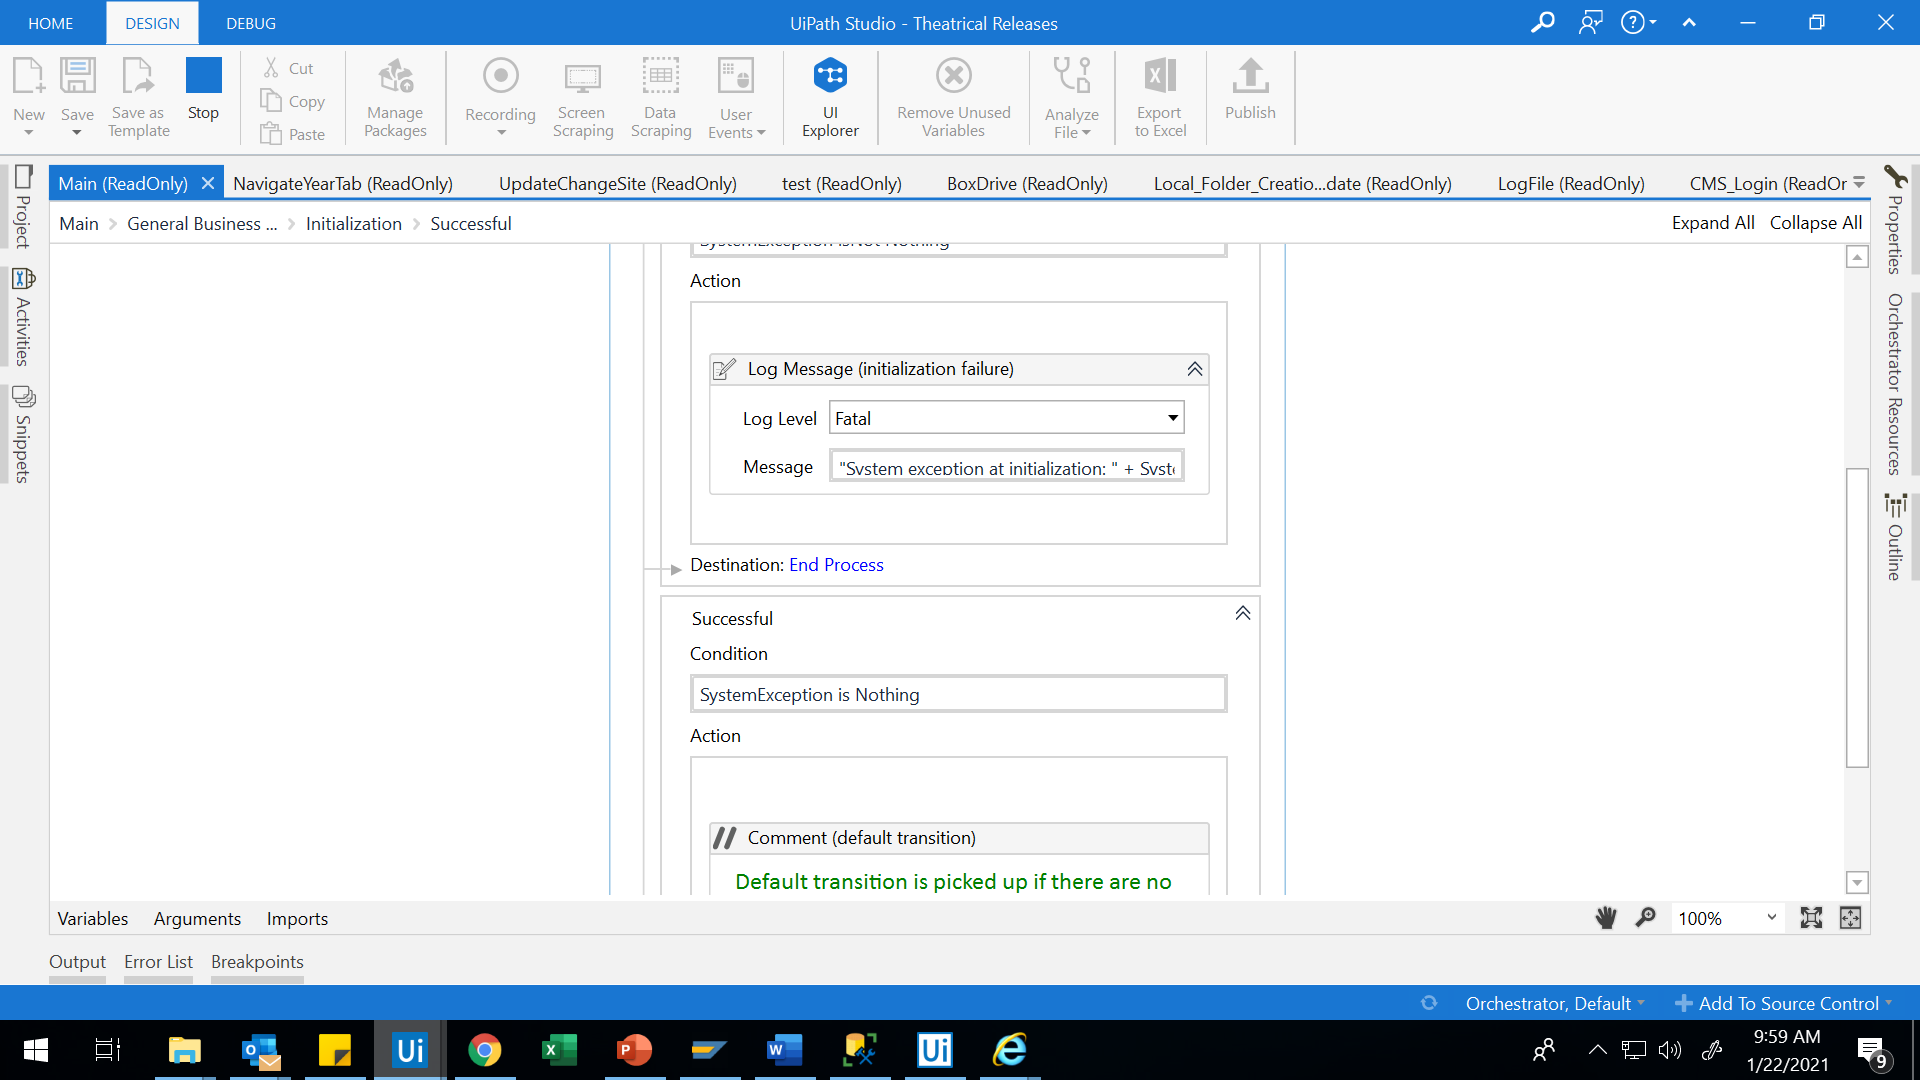 HOME
DESIGN
DEBUG
UiPath Studio - Theatrical Releases
New
Save
Save as Template
Stop
Cut
Copy
Paste
Manage Packages
Recording
Screen Scraping
Data Scraping
User Events
UI Explorer
Remove Unused Variables
Analyze File
Export to Excel
Publish
Main (ReadOnly)
NavigateYearTab (ReadOnly)
UpdateChangeSite (ReadOnly)
test (ReadOnly)
BoxDrive (ReadOnly)
Local_Folder_Creatio...date (ReadOnly)
LogFile (ReadOnly)
CMS_Login (ReadOr
Main > General Business ... > Initialization > Successful
Expand All
Collapse All
Project
Activities
Snippets
Properties
Orchestrator Resources
Outline
SystemException isNot Nothing
Action
Log Message (initialization failure)
Log Level
Fatal
Message
"System exception at initialization: " + Syste
Destination: End Process
Successful
Condition
SystemException is Nothing
Action
// Comment (default transition)
Default transition is picked up if there are no
Variables
Arguments
Imports
100%
Output
Error List
Breakpoints
Orchestrator, Default
Add To Source Control
Ui
9:59 AM
1/22/2021
9